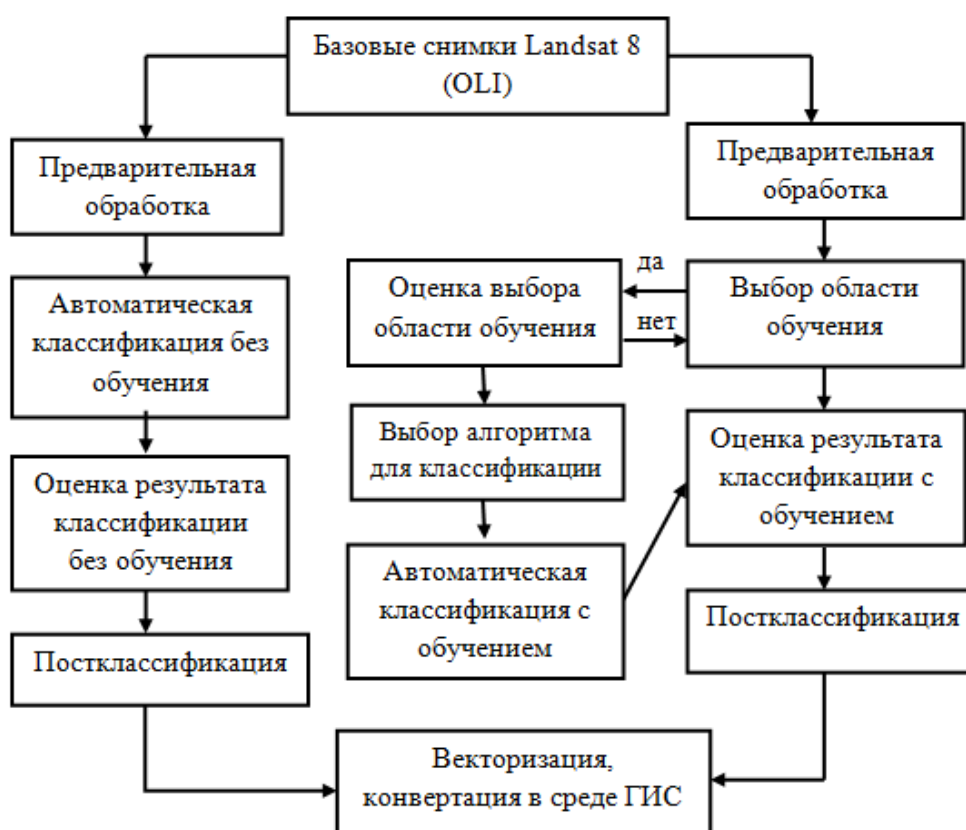 Базовые снимки Landsat 8
(OLI)
Предварительная
обработка
Автоматическая
классификация без
обучения
Оценка результата
классификации
без обучения
Постклассификация
Оценка выбора
области обучения
да
нет
Выбор алгоритма
для классификации
Автоматическая
классификация с
обучением
Предварительная
обработка
Выбор области
обучения
Оценка результата
классификации с
обучением
Постклассификация
Векторизация,
конвертация в среде ГИС